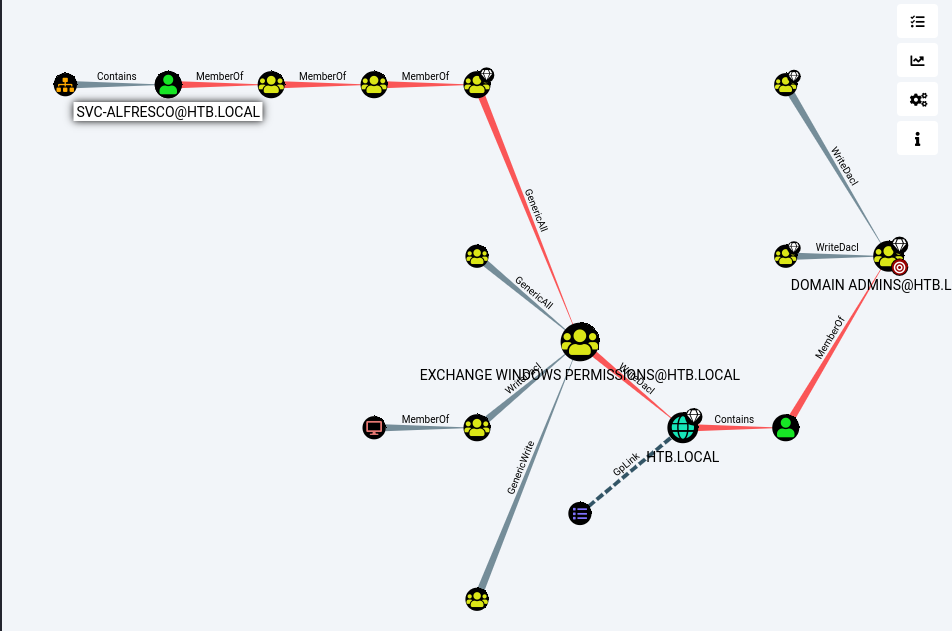 Contains
MemberOf
MemberOf
MemberOf
SVC-ALFRESCO@HTB.LOCAL
GenericAll
WriteDacl
WriteDacl
DOMAIN ADMINS@HTB.L
GenericAll
MemberOf
EXCHANGE WINDOWS PERMISSIONS@HTB.LOCAL
WriteDacl
WriteDacl
MemberOf
Contains
HTB.LOCAL
GpLink
GenericWrite